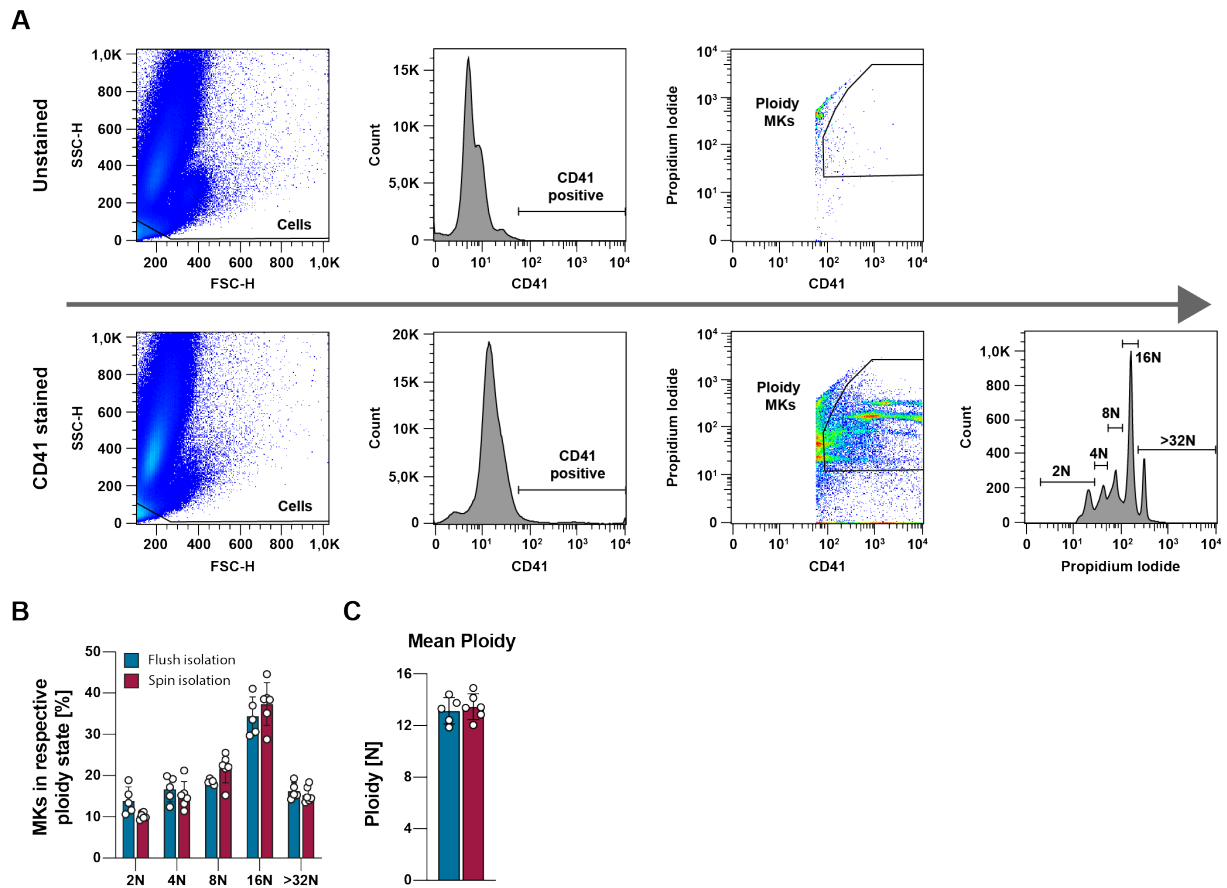 A
Unstained
SSC-H
1,0K
800
600
400
200
0
Cells
200 400 600 800 1,0K
FSC-H
Count
15K
10K
5,0K
0
CD41
positive
0 10¹ 10² 10³ 10⁴
CD41
Propidium Iodide
10⁴
10³
10²
10¹
0
Ploidy
MKs
0 10¹ 10² 10³ 10⁴
CD41
CD41 stained
SSC-H
1,0K
800
600
400
200
0
Cells
200 400 600 800 1,0K
FSC-H
Count
20K
15K
10K
5.0K
0
CD41
positive
0 10¹ 10² 10³ 10⁴
CD41
Propidium Iodide
10⁴
10³
10²
10¹
0
Ploidy
MKs
0 10¹ 10² 10³ 10⁴
CD41
Count
1,0K
800
600
400
200
0
16N
8N
>32N
4N
2N
0 10¹ 10² 10³ 10⁴
Propidium Iodide
B
MKs in respective
ploidy state [%]
50
40
30
20
10
0
Flush isolation
Spin isolation
2N 4N 8N 16N >32N
C
Mean Ploidy
Ploidy [N]
16
12
8
4
0